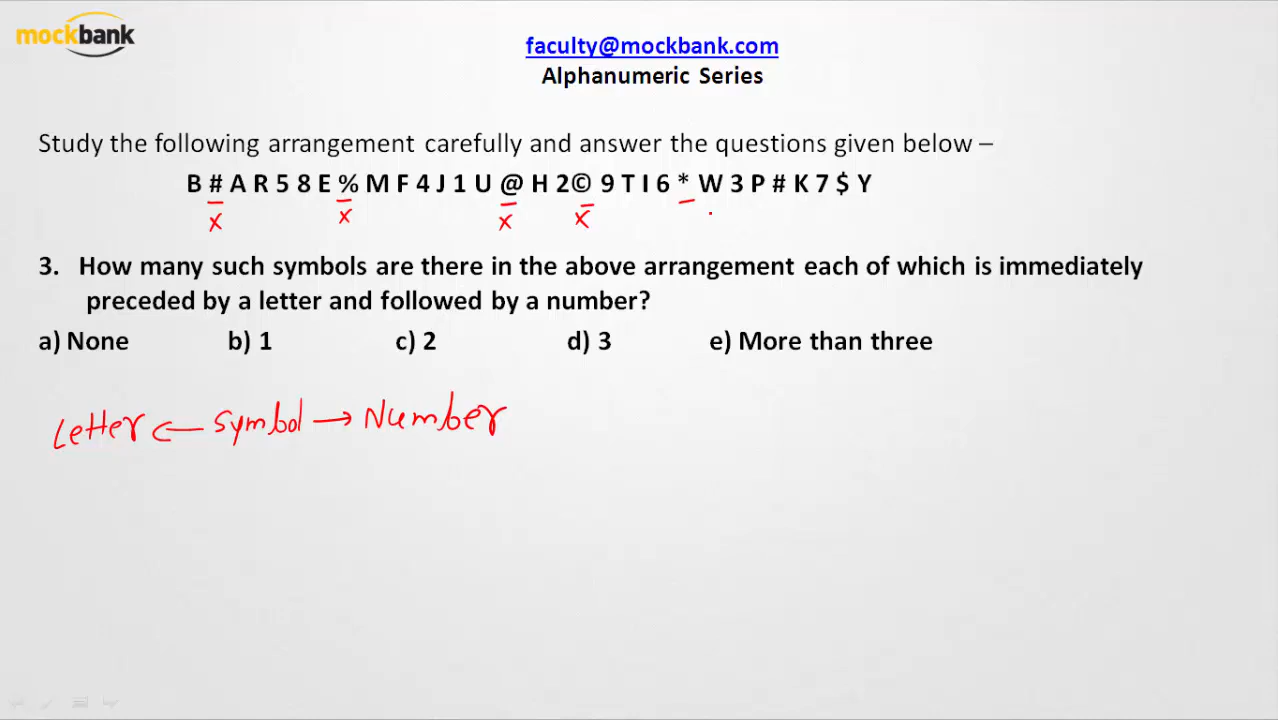 mockbank
faculty@mockbank.com
Alphanumeric Series
Study the following arrangement carefully and answer the questions given below –
B # A R 5 8 E % M F 4 J 1 U @ H 2© 9 T I 6 * W 3 P # K 7 $ Y
x x x x
3. How many such symbols are there in the above arrangement each of which is immediately
preceded by a letter and followed by a number?
a) None b) 1 c) 2 d) 3 e) More than three
Letter ← symbol → Number